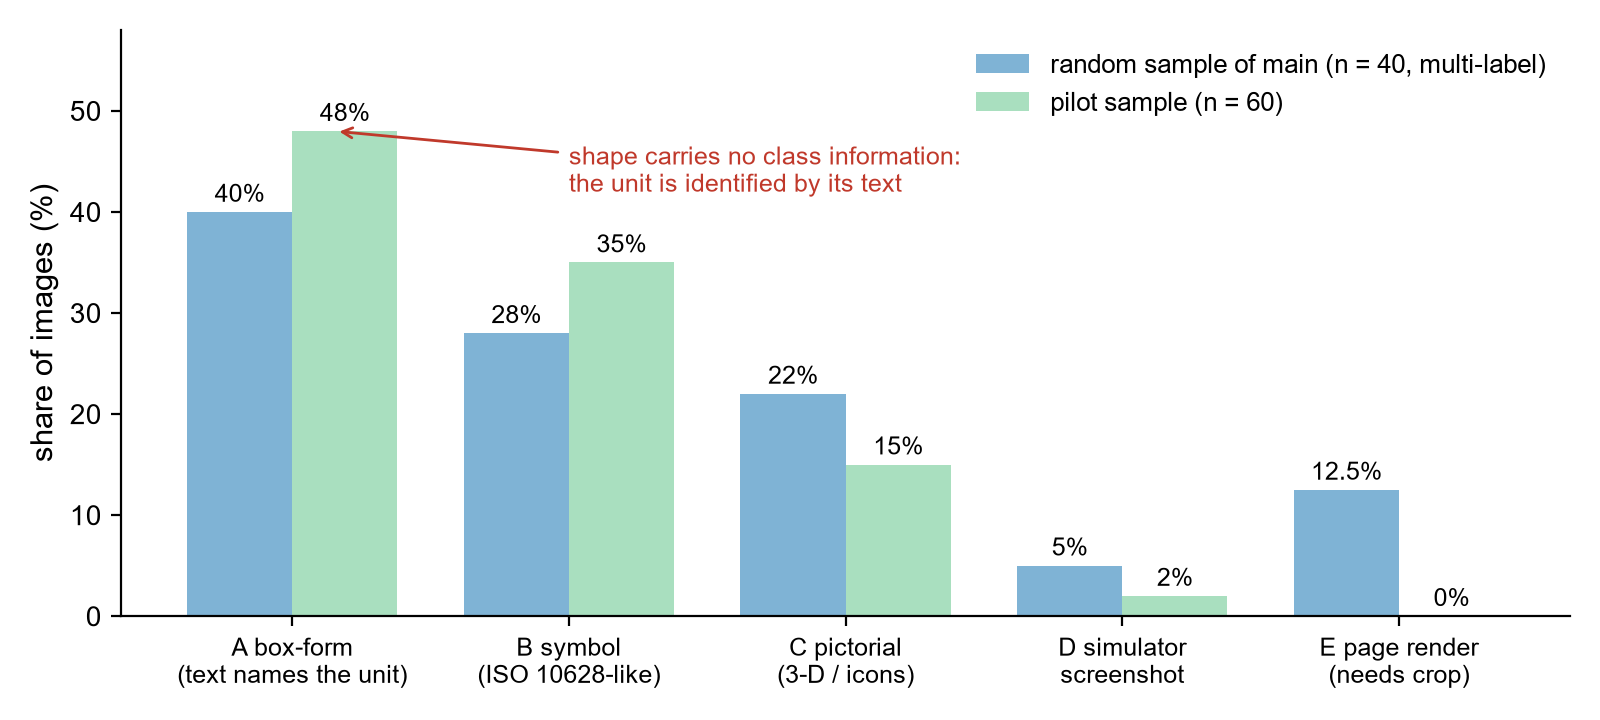 random sample of main (n = 40, multi-label)
pilot sample (n = 60)
shape carries no class information:
the unit is identified by its text
share of images (%)
50
40
30
20
10
0
48%
40%
35%
28%
22%
15%
5%
2%
12.5%
0%
A box-form
(text names the unit)
B symbol
(ISO 10628-like)
C pictorial
(3-D / icons)
D simulator
screenshot
E page render
(needs crop)